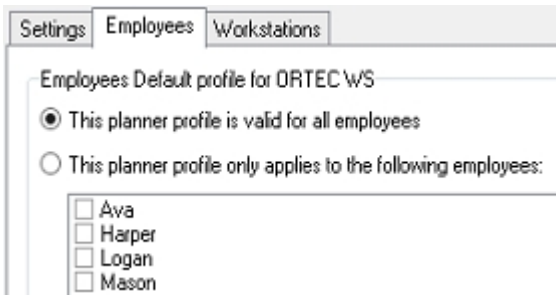 Settings Employees Workstations
Employees Default profile for ORTEC WS
This planner profile is valid for all employees
This planner profile only applies to the following employees:
Ava
Harper
Logan
Mason